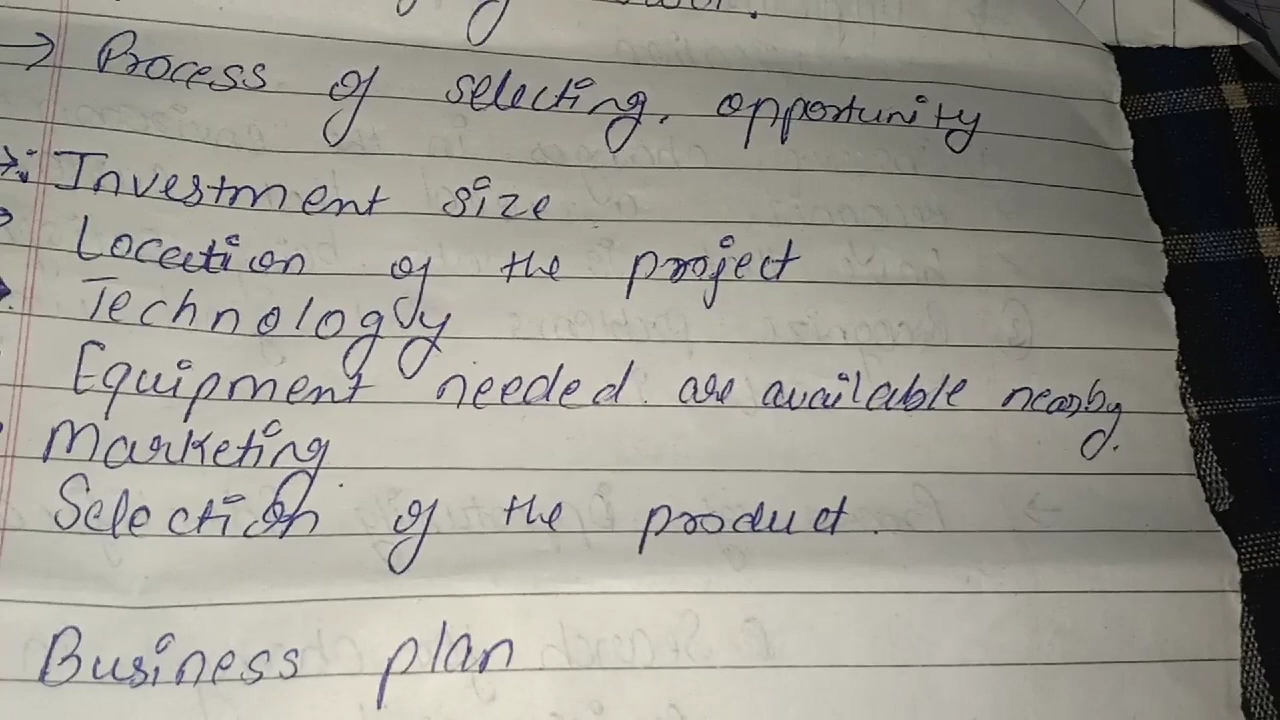 → Process of selecting. opportunity
→ Investment size
Location of the project
Technology
Equipment needed. are available nearby.
Marketing
Selection of the product.
Business plan